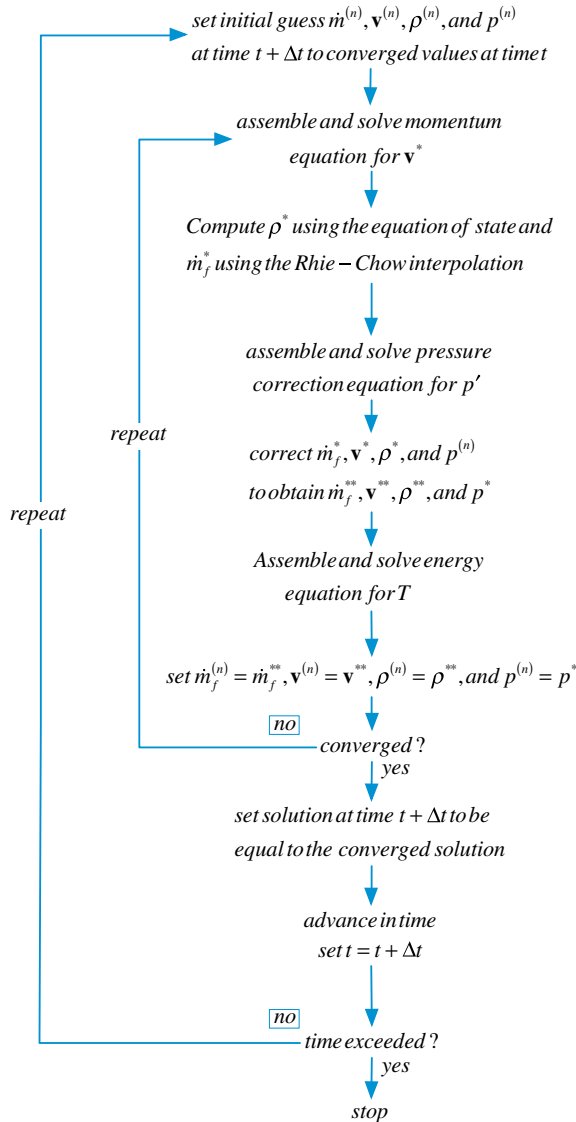 set initial guess ṁ⁽ⁿ⁾, v⁽ⁿ⁾, ρ⁽ⁿ⁾, and p⁽ⁿ⁾
at time t + Δt to converged values at time t
assemble and solve momentum
equation for v*
Compute ρ* using the equation of state and
ṁ_f* using the Rhie − Chow interpolation
assemble and solve pressure
correction equation for p′
repeat
correct ṁ_f*, v*, ρ*, and p⁽ⁿ⁾
to obtain ṁ_f**, v**, ρ**, and p*
repeat
Assemble and solve energy
equation for T
set ṁ_f⁽ⁿ⁾ = ṁ_f**, v⁽ⁿ⁾ = v**, ρ⁽ⁿ⁾ = ρ**, and p⁽ⁿ⁾ = p*
no
converged ?
yes
set solution at time t + Δt to be
equal to the converged solution
advance in time
set t = t + Δt
no
time exceeded ?
yes
stop